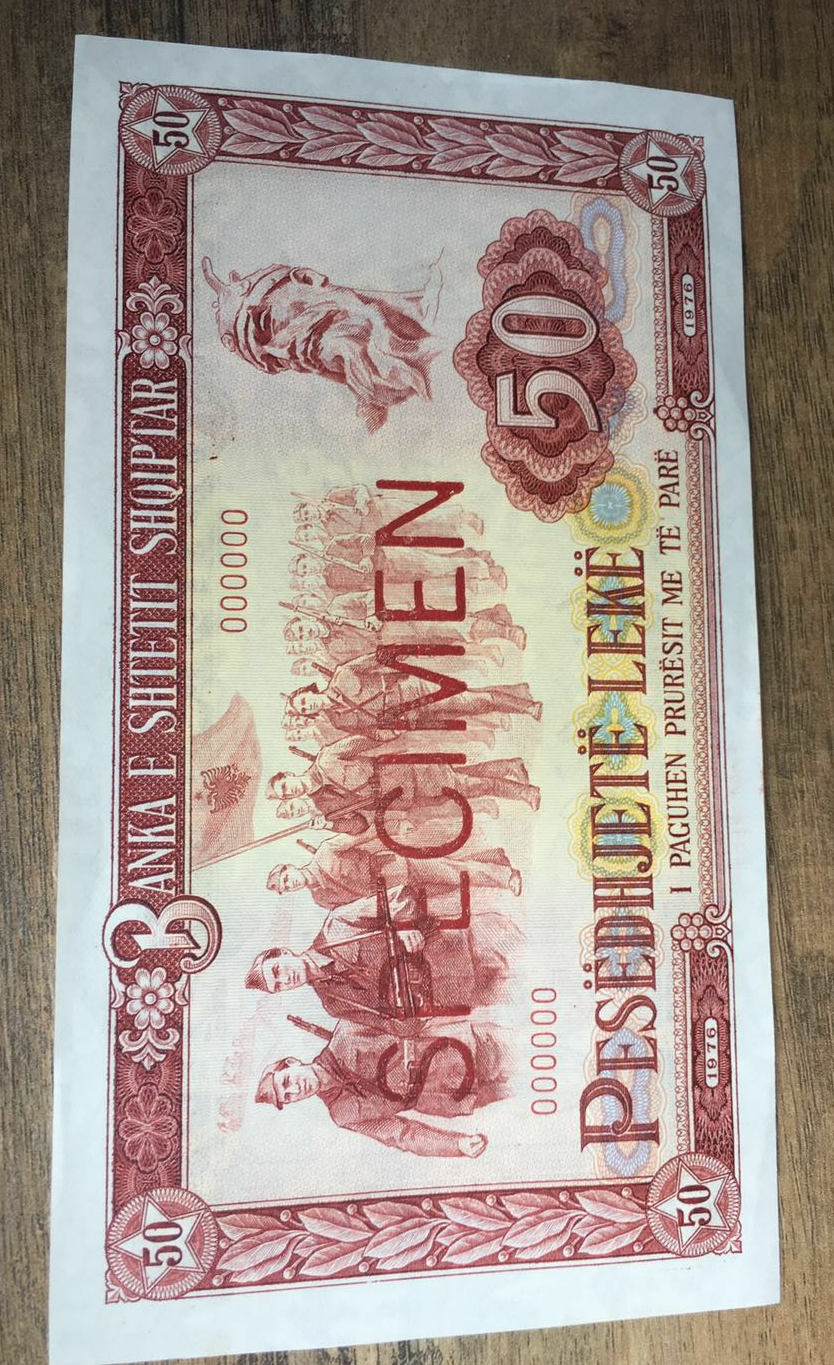 50
BANKA E SHTETIT SHQIPTAR
50
000000
SPECIMEN
000000
50
PESËDHJETË LEKË
I PAGUHEN PRURËSIT ME TË PARË
50
1976
1976
50